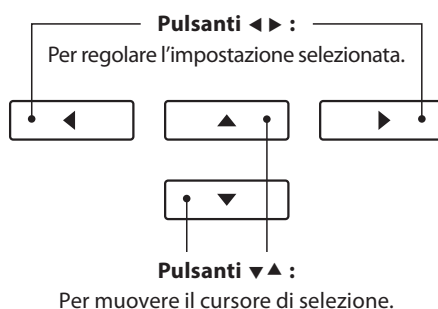 Pulsanti ◀ ▶ :
Per regolare l’impostazione selezionata.
Pulsanti ▼▲ :
Per muovere il cursore di selezione.